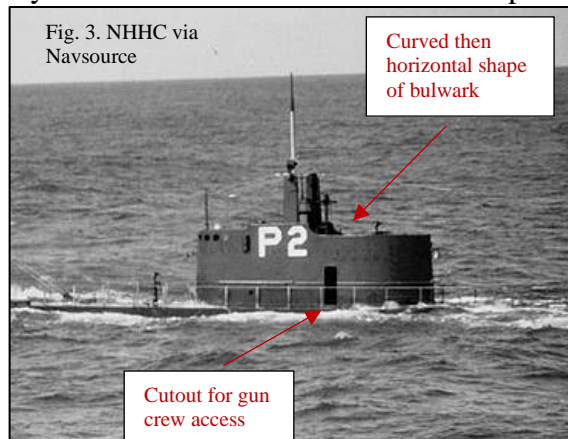 Fig. 3. NHHC via
Navsource
Curved then
horizontal shape
of bulwark
P2
Cutout for gun
crew access